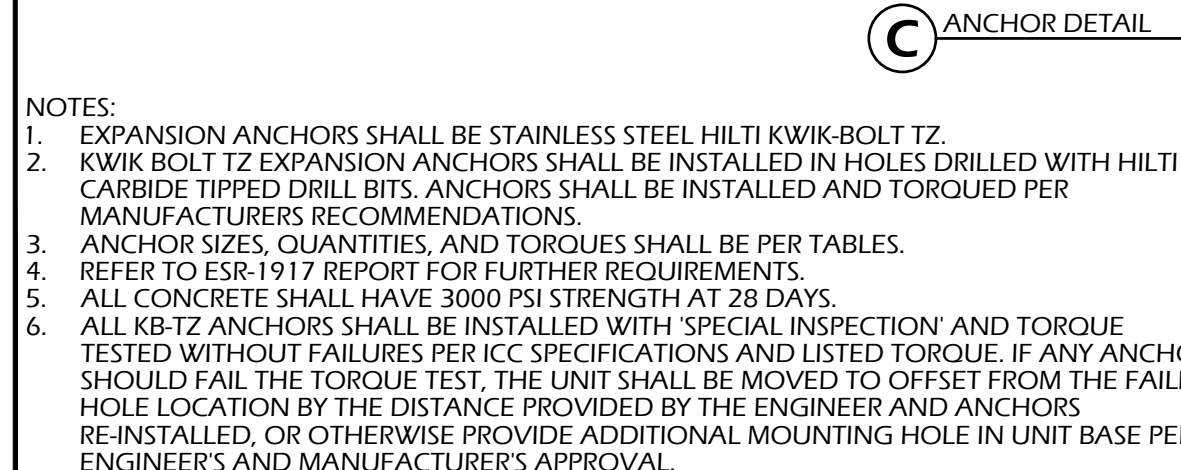 C ANCHOR DETAIL
NOTES:
1. EXPANSION ANCHORS SHALL BE STAINLESS STEEL HILTI KWIK-BOLT TZ.
2. KWIK BOLT TZ EXPANSION ANCHORS SHALL BE INSTALLED IN HOLES DRILLED WITH HILTI
CARBIDE TIPPED DRILL BITS. ANCHORS SHALL BE INSTALLED AND TORQUED PER
MANUFACTURERS RECOMMENDATIONS.
3. ANCHOR SIZES, QUANTITIES, AND TORQUES SHALL BE PER TABLES.
4. REFER TO ESR-1917 REPORT FOR FURTHER REQUIREMENTS.
5. ALL CONCRETE SHALL HAVE 3000 PSI STRENGTH AT 28 DAYS.
6. ALL KB-TZ ANCHORS SHALL BE INSTALLED WITH 'SPECIAL INSPECTION' AND TORQUE
TESTED WITHOUT FAILURES PER ICC SPECIFICATIONS AND LISTED TORQUE. IF ANY
SHOULD FAIL THE TORQUE TEST, THE UNIT SHALL BE MOVED TO OFFSET FROM THE
HOLE LOCATION BY THE DISTANCE PROVIDED BY THE ENGINEER AND ANCHORS
RE-INSTALLED, OR OTHERWISE PROVIDE ADDITIONAL MOUNTING HOLE IN UNIT BASE
ENGINEER'S AND MANUFACTURER'S APPROVAL.